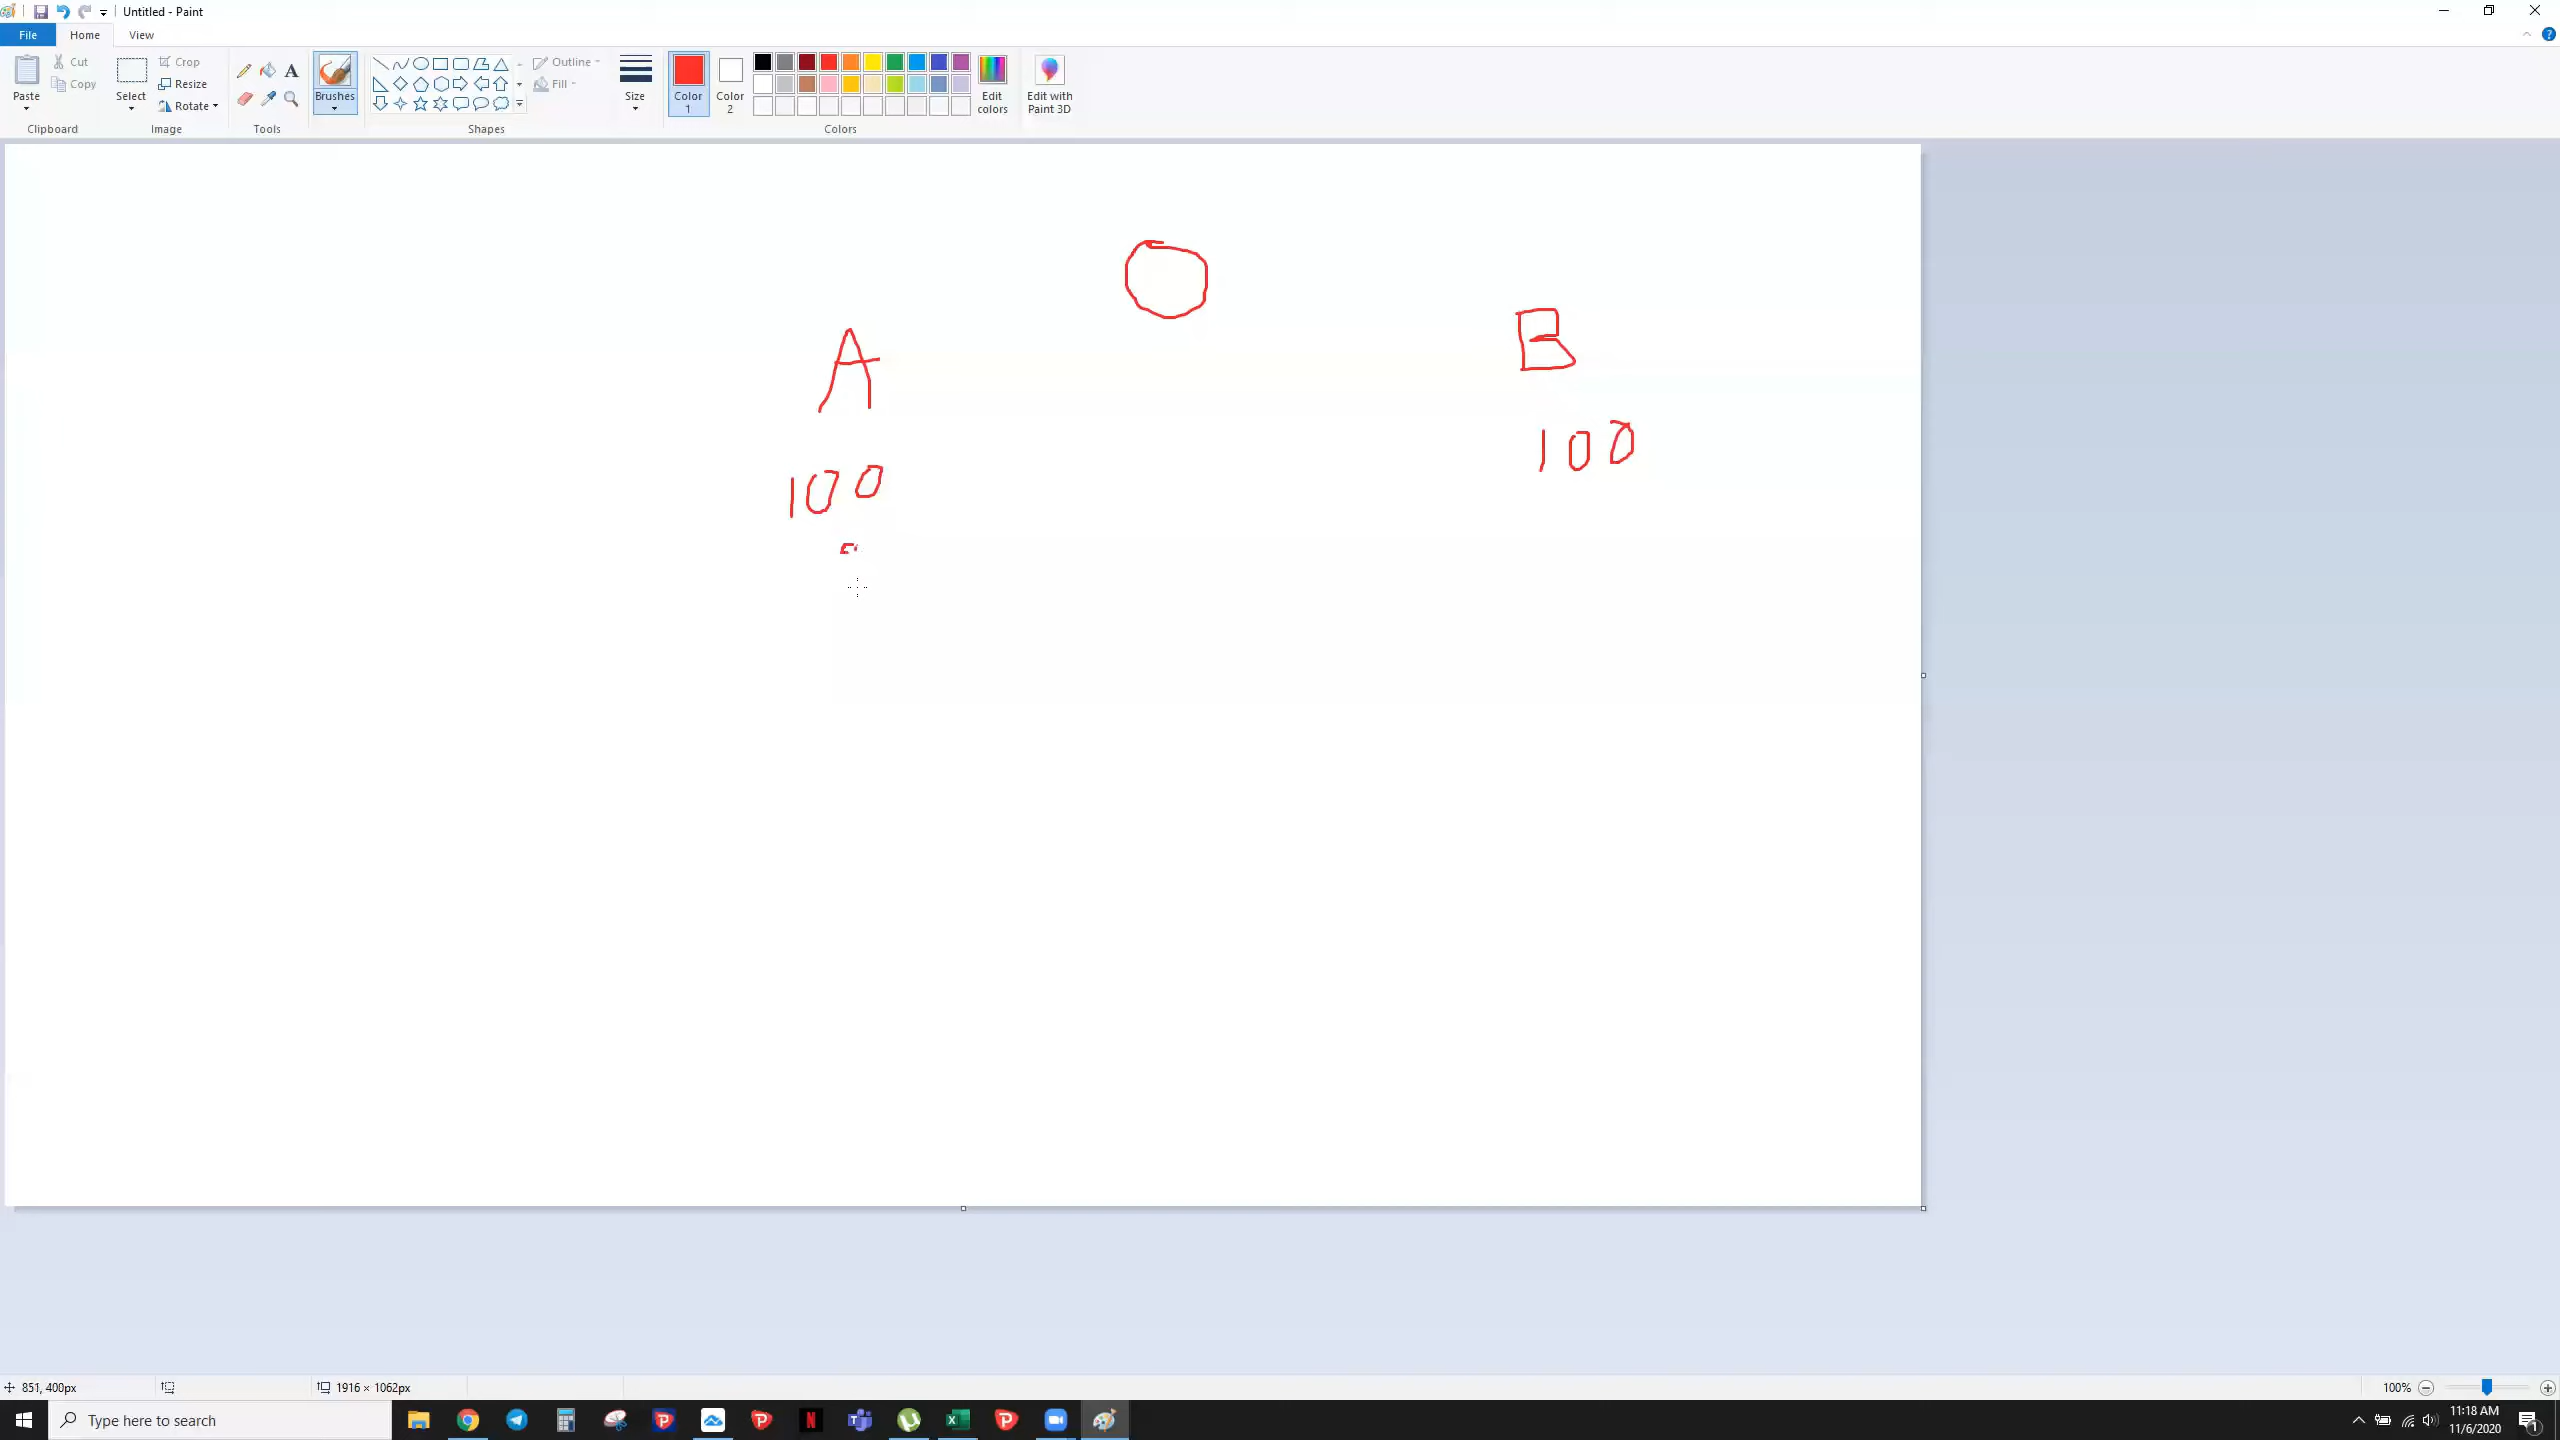 Untitled - Paint
File Home View
Paste
Cut
Copy
Clipboard
Select
Crop
Resize
Rotate
Image
Tools
Brushes
Shapes
Outline
Fill
Size
Color 1
Color 2
Colors
Edit colors
Edit with Paint 3D
A
B
100
100
851, 400px
1916 × 1062px
100%
Type here to search
11:18 AM
11/6/2020